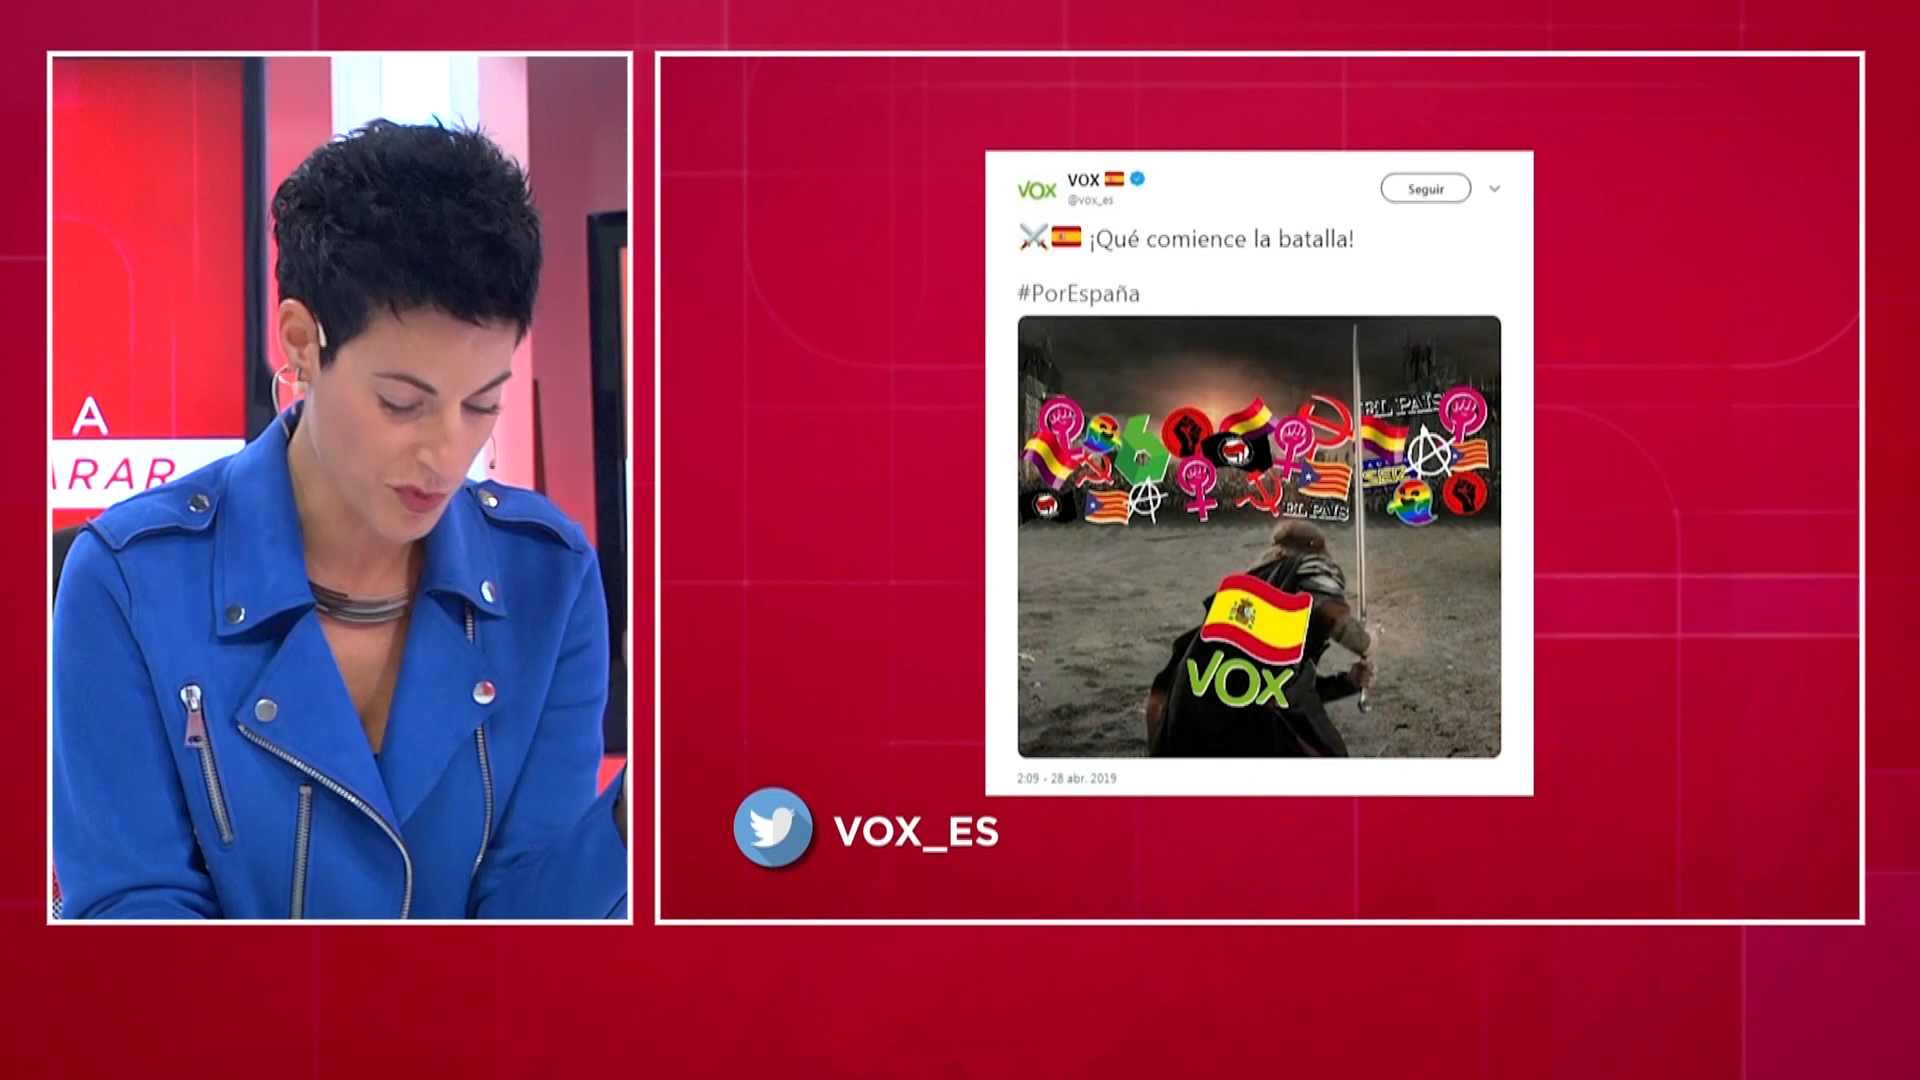 A
ARAR
VOX
VOX
@vox_es
Seguir
¡Qué comience la batalla!
#PorEspaña
EL PAIS
6
SER
EL PAIS
VOX
2:09 - 28 abr. 2019
VOX_ES